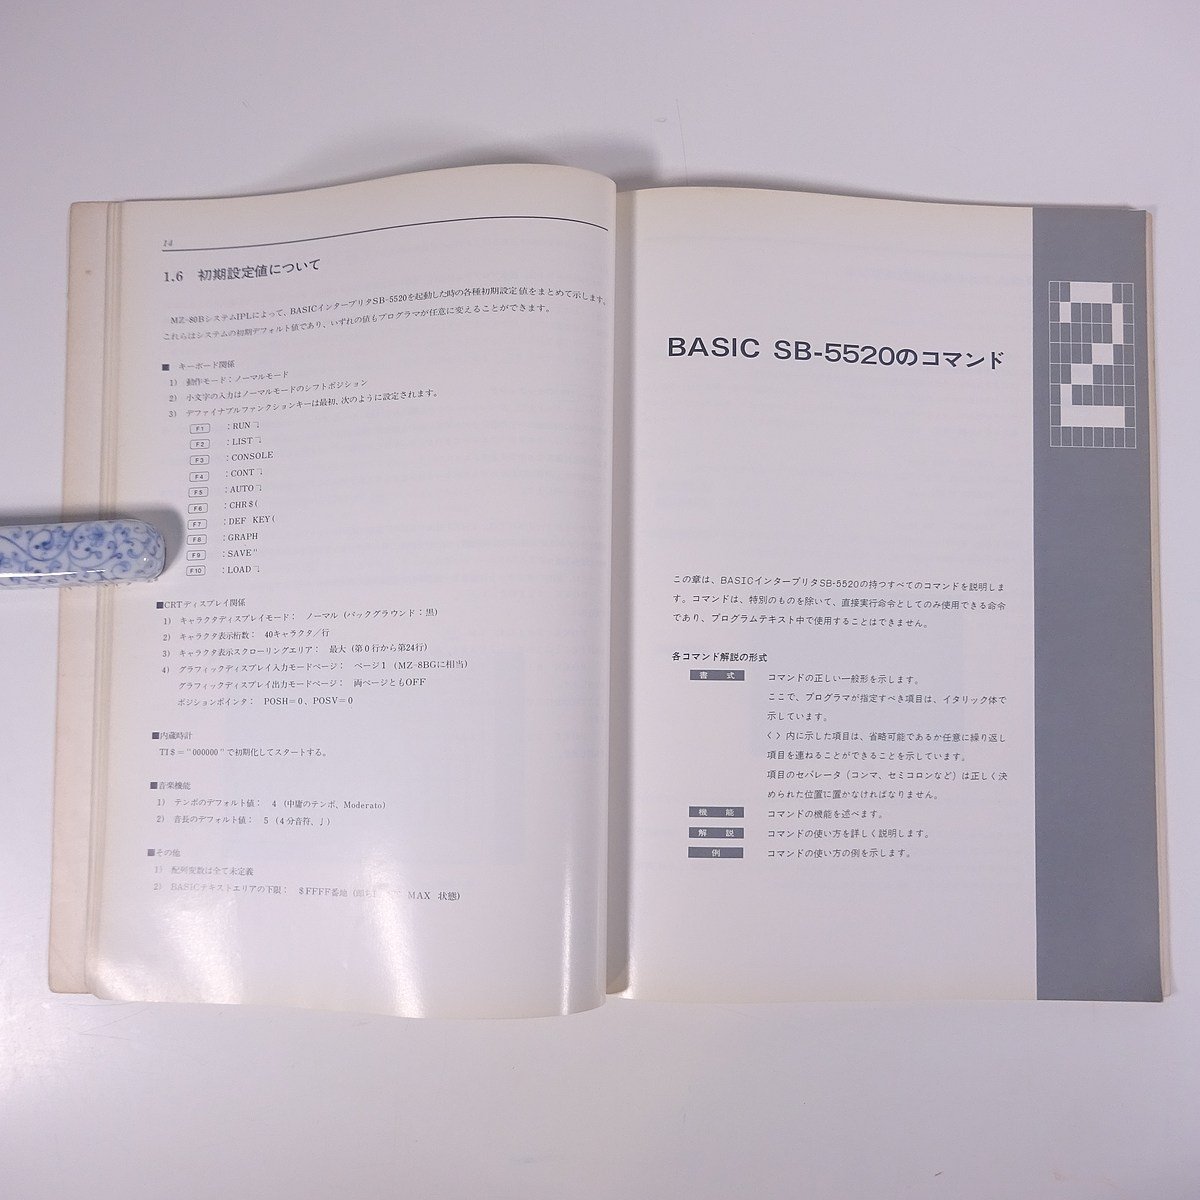 14
1.6 初期設定値について
MZ-80BシステムIPLによって、BASICインタープリタSB-5520を起動した時の各種初期設定値をまとめて示します。
これらはシステムの初期デフォルト値であり、いずれの値もプログラマが任意に変えることができます。
■ キーボード関係
1) 動作モード:ノーマルモード
2) 小文字の入力はノーマルモードのシフトポジション
3) デファイナブルファンクションキーは最初、次のように設定されます。
F1 :RUN
F2 :LIST
F3 :CONSOLE
F4 :CONT
F5 :AUTO
F6 :CHR$(
F7 :DEF KEY(
F8 :GRAPH
F9 :SAVE"
F10 :LOAD
■CRTディスプレイ関係
1) キャラクタディスプレイモード: ノーマル(バックグラウンド:黒)
2) キャラクタ表示桁数: 40キャラクタ/行
3) キャラクタ表示スクローリングエリア: 最大(第0行から第24行)
4) グラフィックディスプレイ入力モードページ: ページ1(MZ-8BGに相当)
グラフィックディスプレイ出力モードページ: 両ページともOFF
ポジションポインタ: POSH=0、POSV=0
■内蔵時計
TI$="000000"で初期化してスタートする。
■音楽機能
1) テンポのデフォルト値: 4(中庸のテンポ、Moderato)
2) 音長のデフォルト値: 5(4分音符、♩)
■その他
1) 配列変数は全て未定義
2) BASICテキストエリアの下限: $FFFF番地 MAX 状態)
2
BASIC SB-5520のコマンド
この章は、BASICインタープリタSB-5520の持つすべてのコマンドを説明しま
す。コマンドは、特別のものを除いて、直接実行命令としてのみ使用できる命令
であり、プログラムテキスト中で使用することはできません。
各コマンド解説の形式
書式 コマンドの正しい一般形を示します。
ここで、プログラマが指定すべき項目は、イタリック体で
示しています。
〈 〉内に示した項目は、省略可能であるか任意に繰り返し
項目を連ねることができることを示しています。
項目のセパレータ(コンマ、セミコロンなど)は正しく決
められた位置に置かなければなりません。
機能 コマンドの機能を述べます。
解説 コマンドの使い方を詳しく説明します。
例 コマンドの使い方の例を示します。